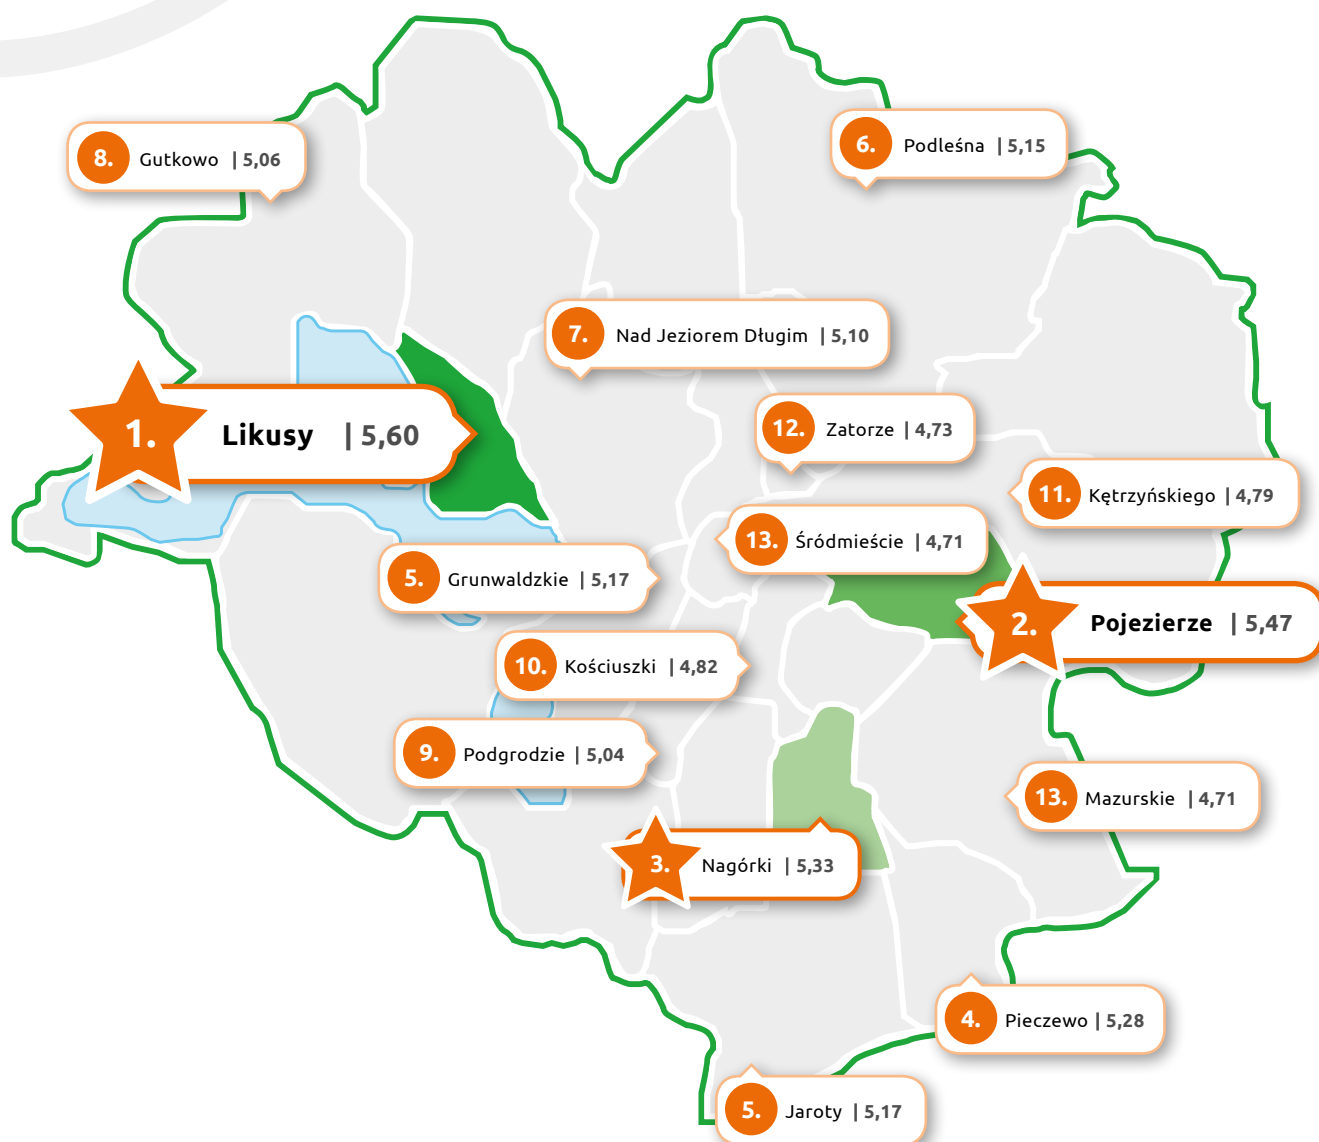 8. Gutkowo | 5,06
6. Podleśna | 5,15
7. Nad Jeziorem Długim | 5,10
1. Likusy | 5,60
12. Zatorze | 4,73
11. Kętrzyńskiego | 4,79
13. Śródmieście | 4,71
5. Grunwaldzkie | 5,17
2. Pojezierze | 5,47
10. Kościuszki | 4,82
9. Podgrodzie | 5,04
13. Mazurskie | 4,71
3. Nagórki | 5,33
4. Pieczewo | 5,28
5. Jaroty | 5,17